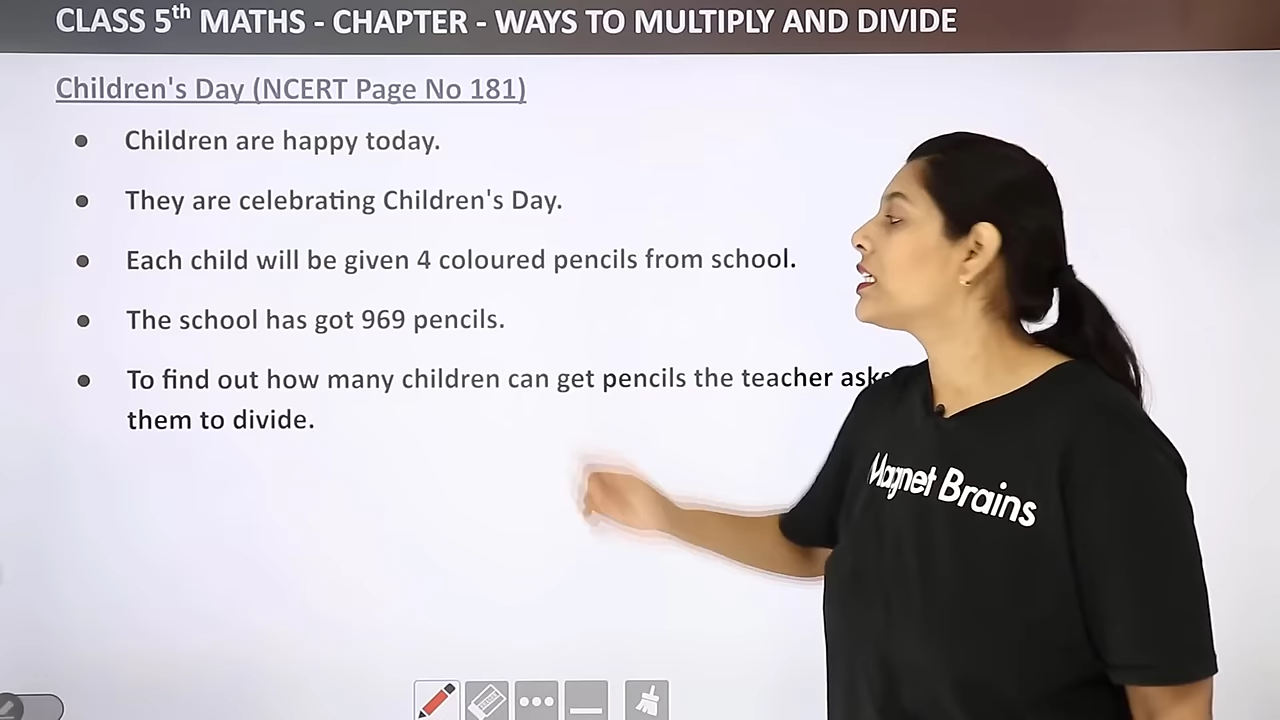 CLASS 5th MATHS - CHAPTER - WAYS TO MULTIPLY AND DIVIDE
Children's Day (NCERT Page No 181)
● Children are happy today.
● They are celebrating Children's Day.
● Each child will be given 4 coloured pencils from school.
● The school has got 969 pencils.
● To find out how many children can get pencils the teacher asks
them to divide.
Magnet Brains